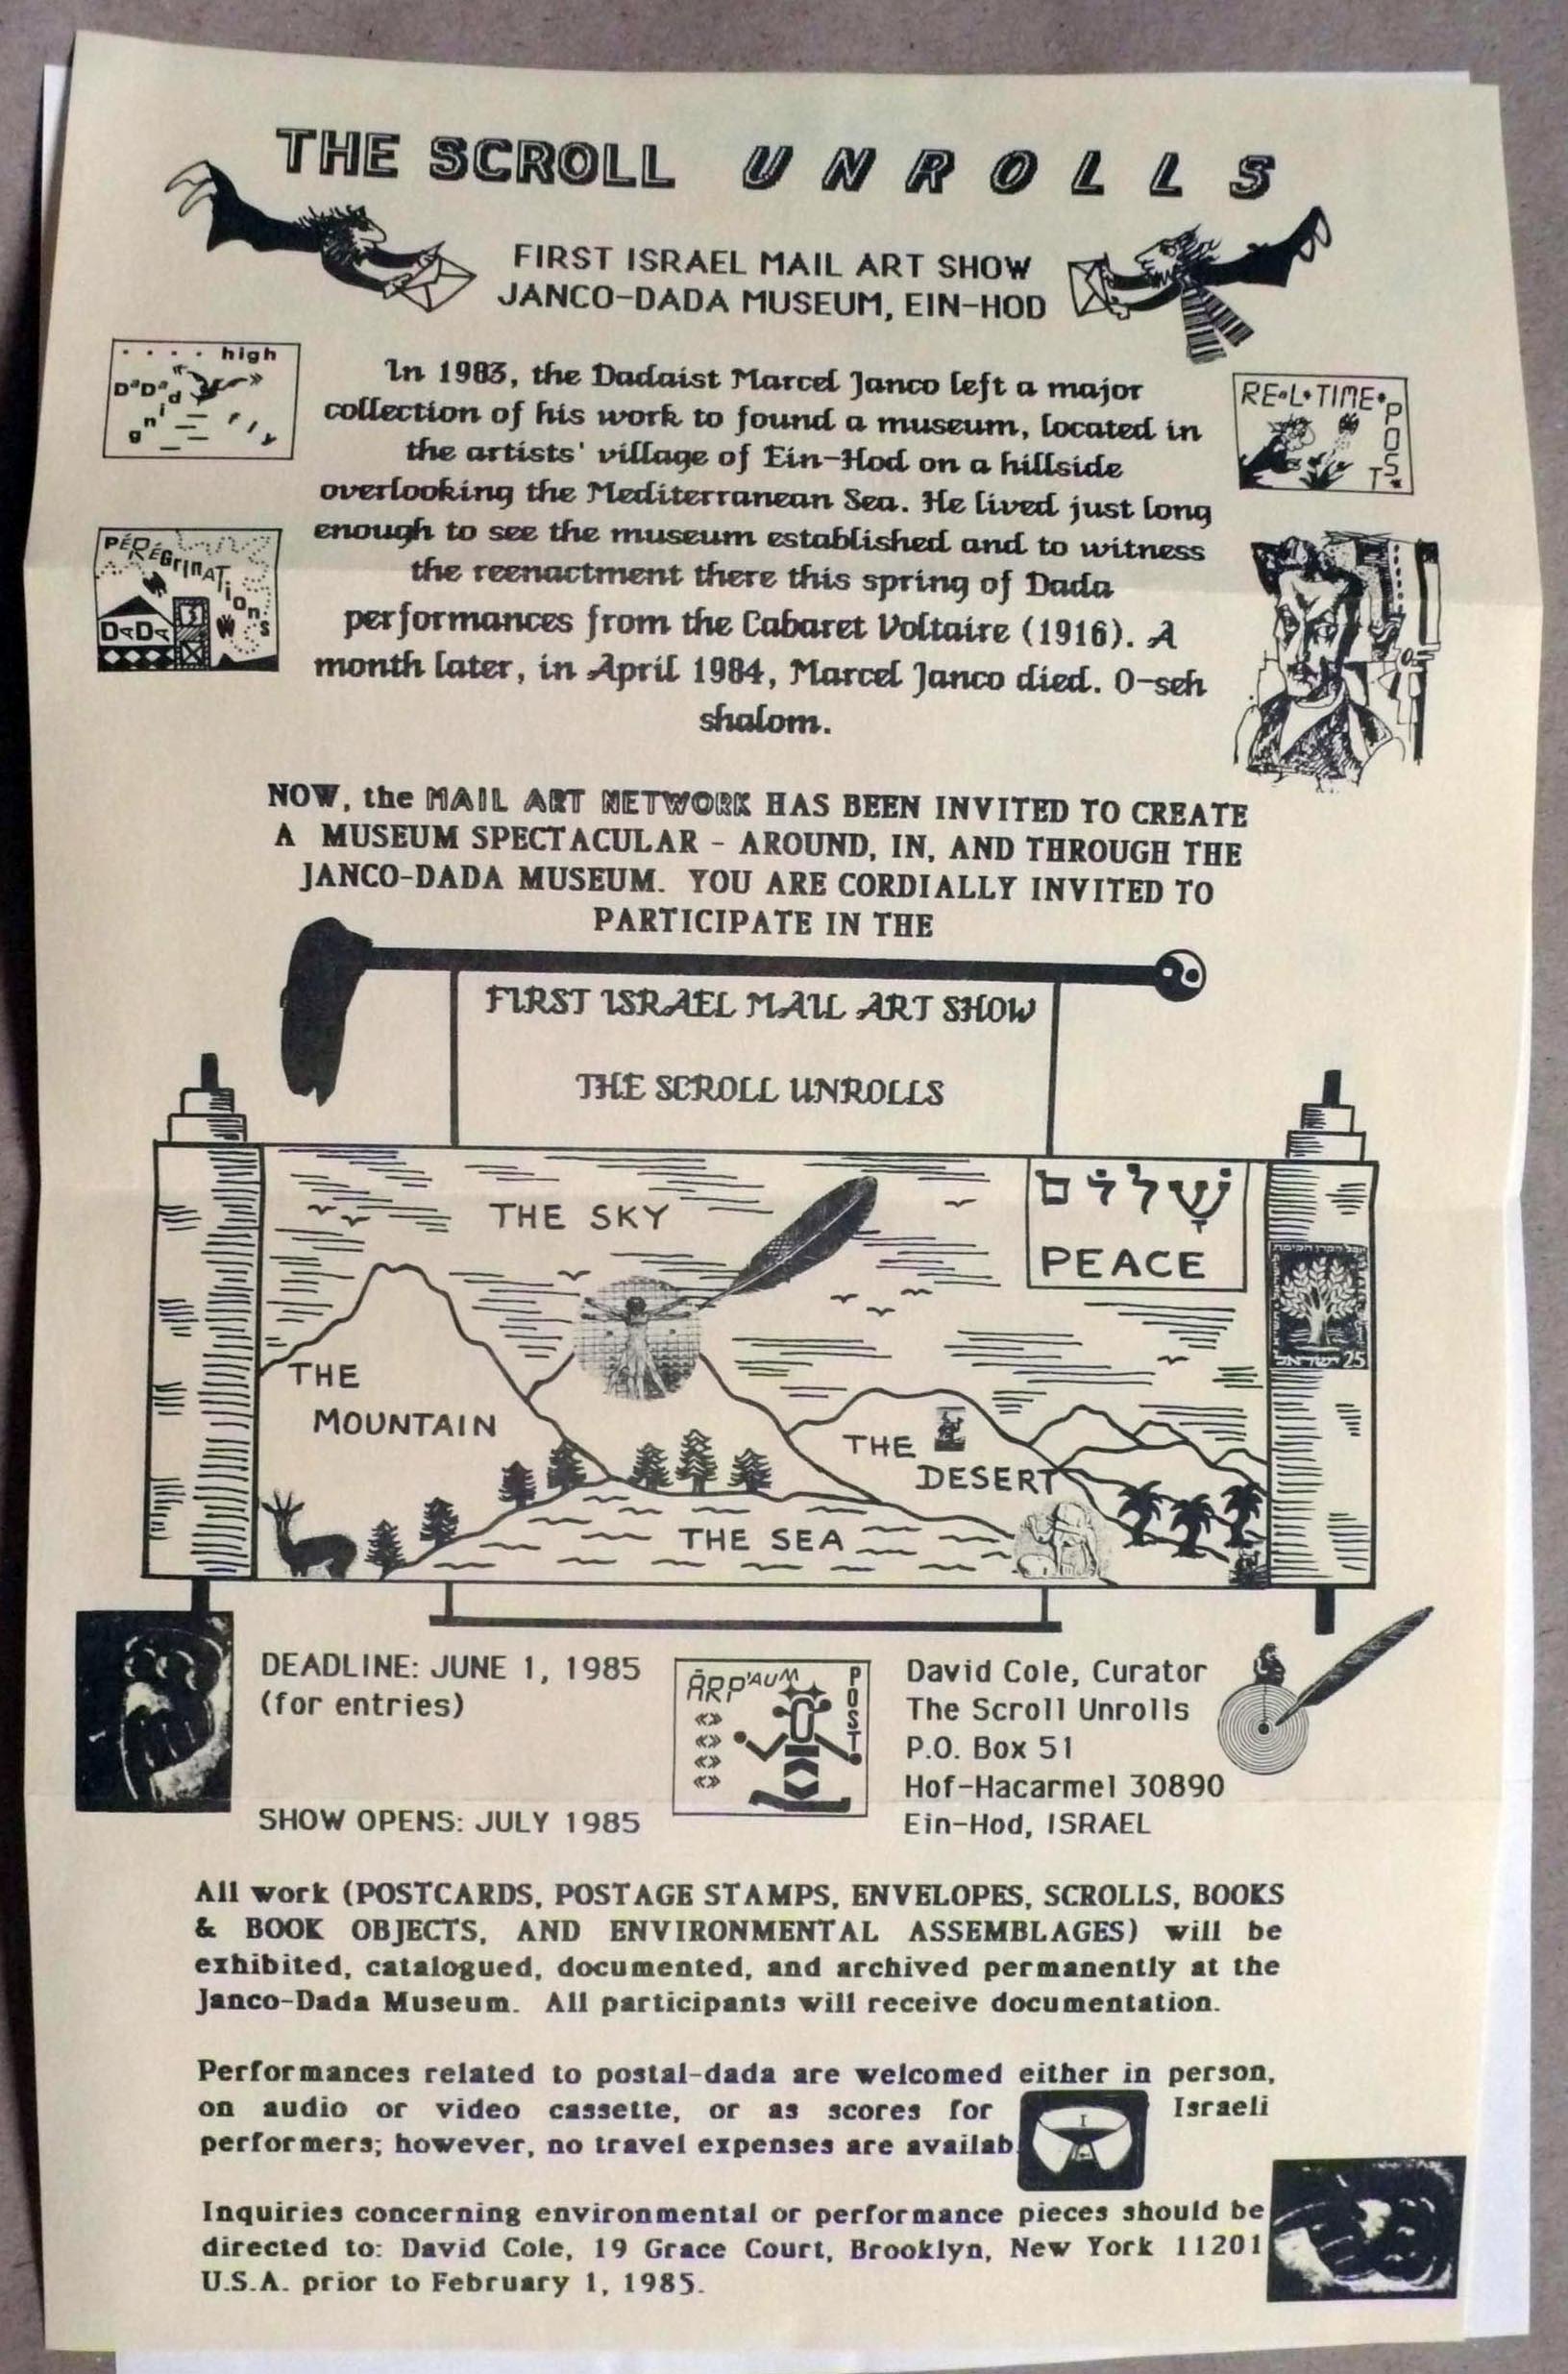 THE SCROLL UNROLLS
FIRST ISRAEL MAIL ART SHOW
JANCO-DADA MUSEUM, EIN-HOD
high
DaDa
RE•L•TIME•POST
In 1983, the Dadaist Marcel Janco left a major
collection of his work to found a museum, located in
the artists' village of Ein-Hod on a hillside
overlooking the Mediterranean Sea. He lived just long
enough to see the museum established and to witness
the reenactment there this spring of Dada
performances from the Cabaret Voltaire (1916). A
month later, in April 1984, Marcel Janco died. O-seh
shalom.
PÉRÉGrINATions
DADA
NOW, the MAIL ART NETWORK HAS BEEN INVITED TO CREATE
A MUSEUM SPECTACULAR - AROUND, IN, AND THROUGH THE
JANCO-DADA MUSEUM. YOU ARE CORDIALLY INVITED TO
PARTICIPATE IN THE
FIRST ISRAEL MAIL ART SHOW
THE SCROLL UNROLLS
THE SKY
שלום
PEACE
ישראל 25
THE
MOUNTAIN
THE
DESERT
THE SEA
DEADLINE: JUNE 1, 1985
(for entries)
SHOW OPENS: JULY 1985
ĀRP'AUM
POST
David Cole, Curator
The Scroll Unrolls
P.O. Box 51
Hof-Hacarmel 30890
Ein-Hod, ISRAEL
All work (POSTCARDS, POSTAGE STAMPS, ENVELOPES, SCROLLS, BOOKS
& BOOK OBJECTS, AND ENVIRONMENTAL ASSEMBLAGES) will be
exhibited, catalogued, documented, and archived permanently at the
Janco-Dada Museum. All participants will receive documentation.
Performances related to postal-dada are welcomed either in person,
on audio or video cassette, or as scores for Israeli
performers; however, no travel expenses are availab
Inquiries concerning environmental or performance pieces should be
directed to: David Cole, 19 Grace Court, Brooklyn, New York 11201
U.S.A. prior to February 1, 1985.